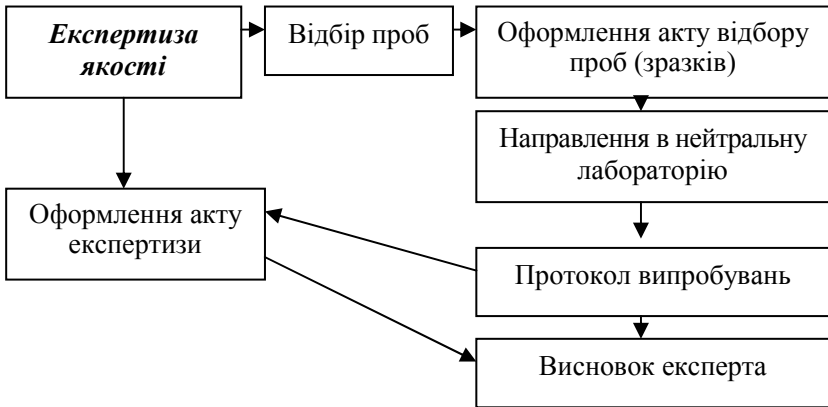 Експертиза
якості
Відбір проб
Оформлення акту відбору
проб (зразків)
Направлення в нейтральну
лабораторію
Оформлення акту
експертизи
Протокол випробувань
Висновок експерта